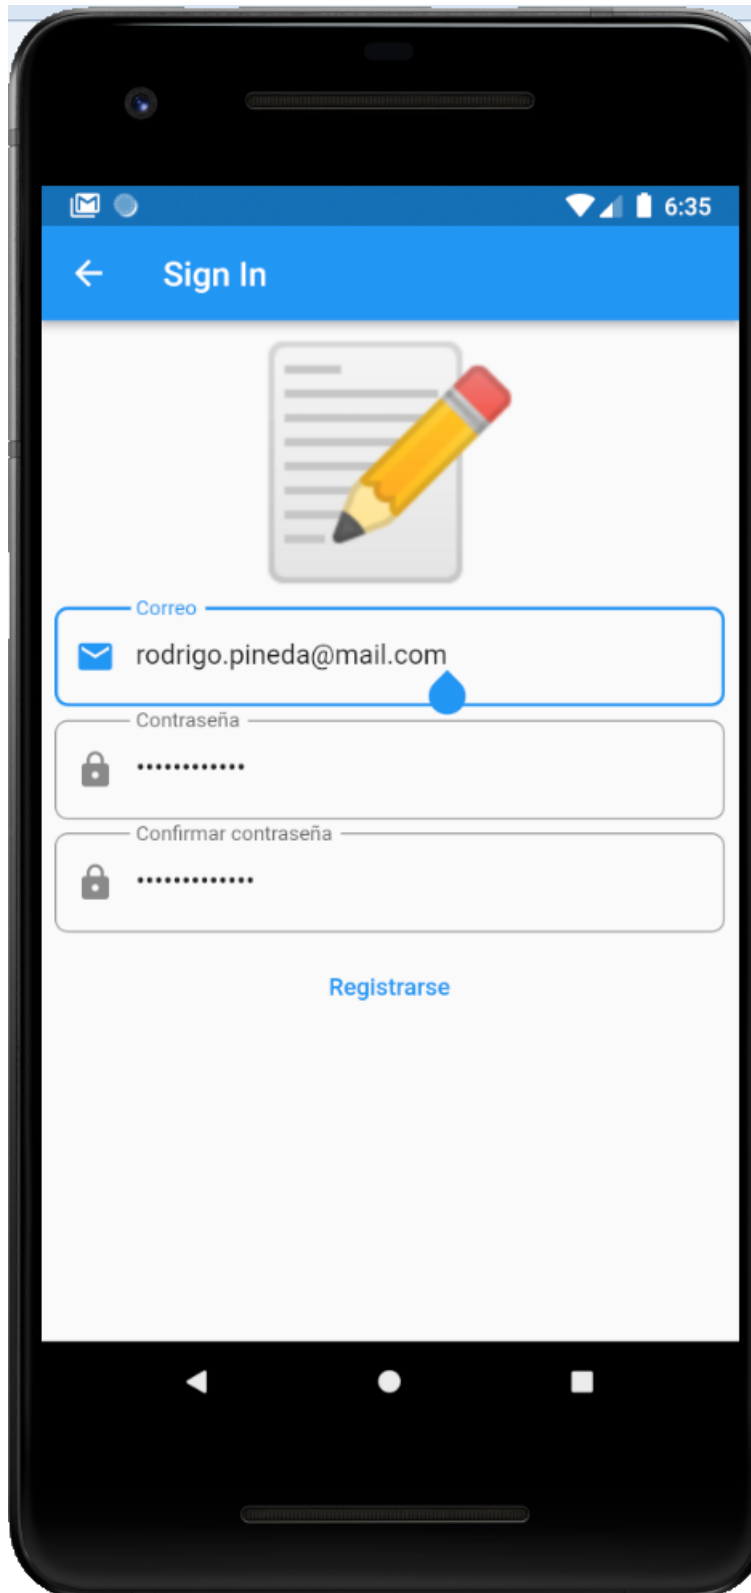 6:35
Sign In
Correo
rodrigo.pineda@mail.com
Contraseña
••••••••••••
Confirmar contraseña
•••••••••••••
Registrarse